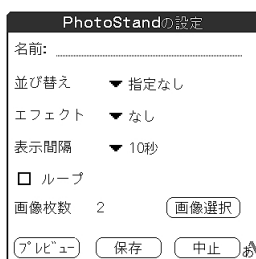 PhotoStandの設定
名前:
並び替え ▼ 指定なし
エフェクト ▼ なし
表示間隔 ▼ 10秒
ループ
画像枚数 2 画像選択
プレビュー 保存 中止 あ